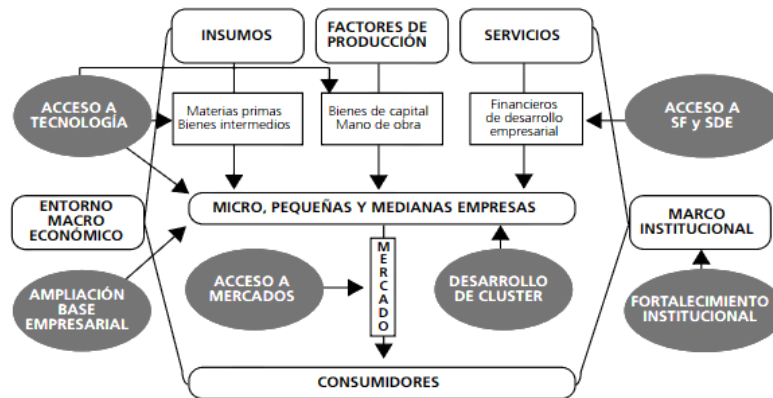 INSUMOS
FACTORES DE
PRODUCCIÓN
SERVICIOS
ACCESO A
TECNOLOGÍA
Materias primas
Bienes intermedios
Bienes de capital
Mano de obra
Financieros
de desarrollo
empresarial
ACCESO A
SF y SDE
ENTORNO
MACRO
ECONÓMICO
MICRO, PEQUEÑAS Y MEDIANAS EMPRESAS
MARCO
INSTITUCIONAL
AMPLIACIÓN
BASE
EMPRESARIAL
ACCESO A
MERCADOS
MERCADO
DESARROLLO
DE CLUSTER
FORTALECIMIENTO
INSTITUCIONAL
CONSUMIDORES